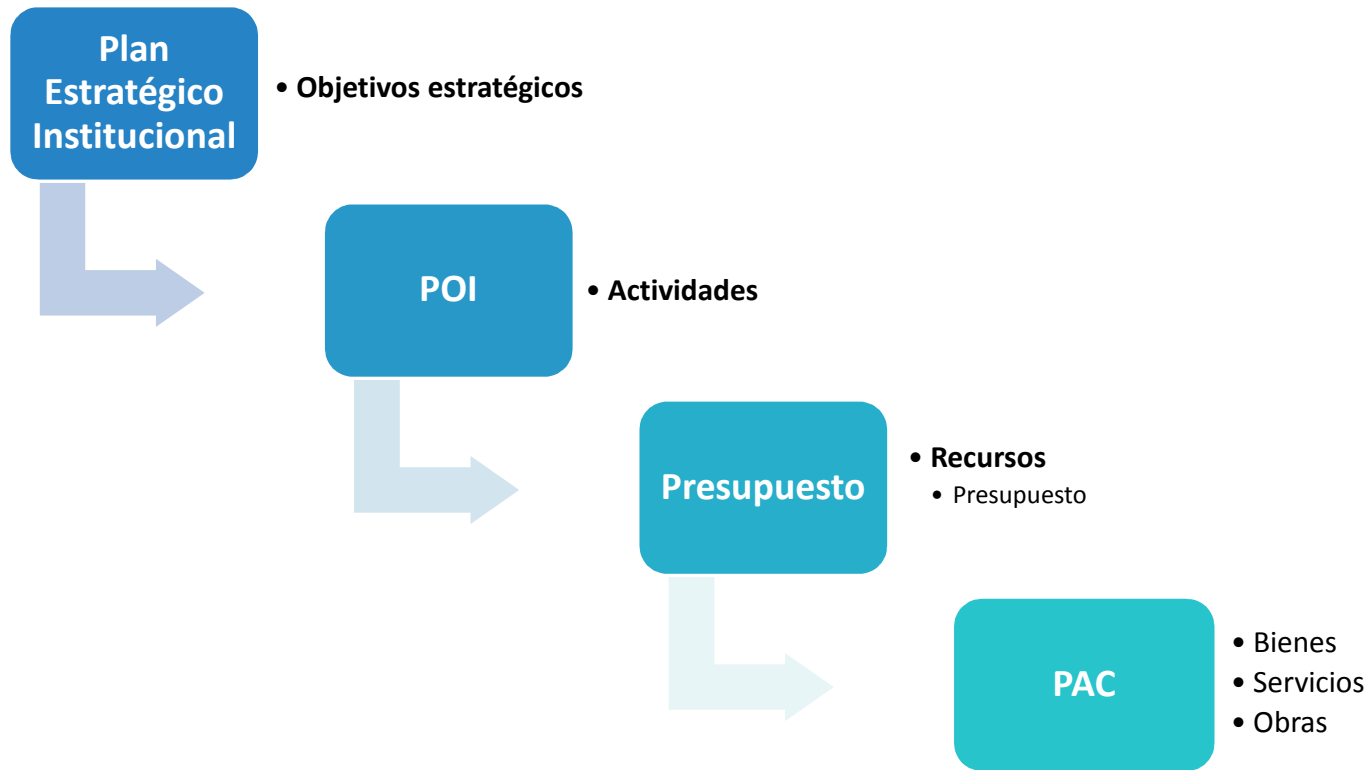 Plan
Estratégico
Institucional
• Objetivos estratégicos
POI
• Actividades
Presupuesto
• Recursos
• Presupuesto
PAC
• Bienes
• Servicios
• Obras